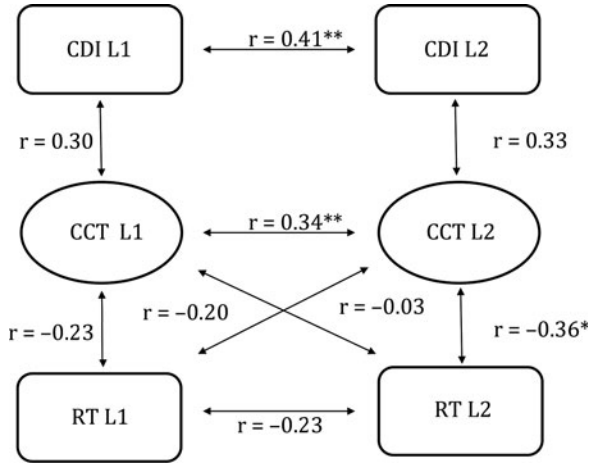 CDI L1
r = 0.41**
CDI L2
r = 0.30
r = 0.33
CCT L1
r = 0.34**
CCT L2
r = −0.23
r = −0.20
r = −0.03
r = −0.36*
RT L1
r = −0.23
RT L2